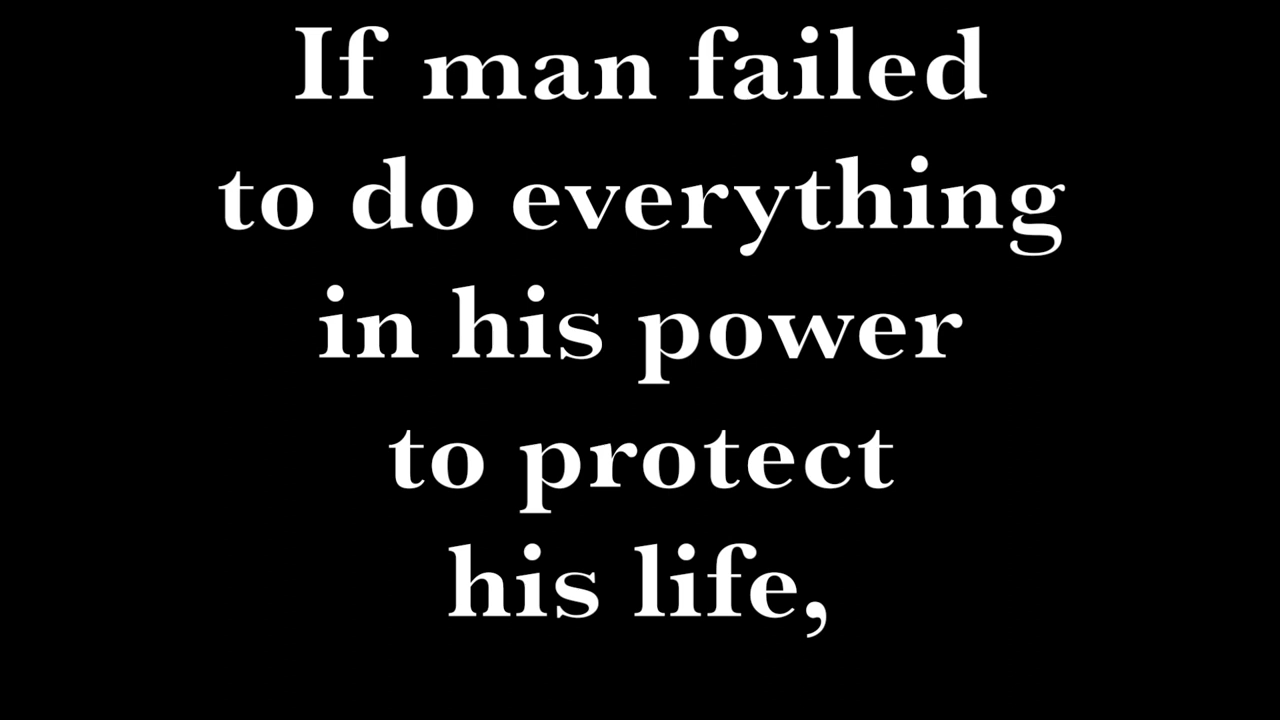 If man failed
to do everything
in his power
to protect
his life,